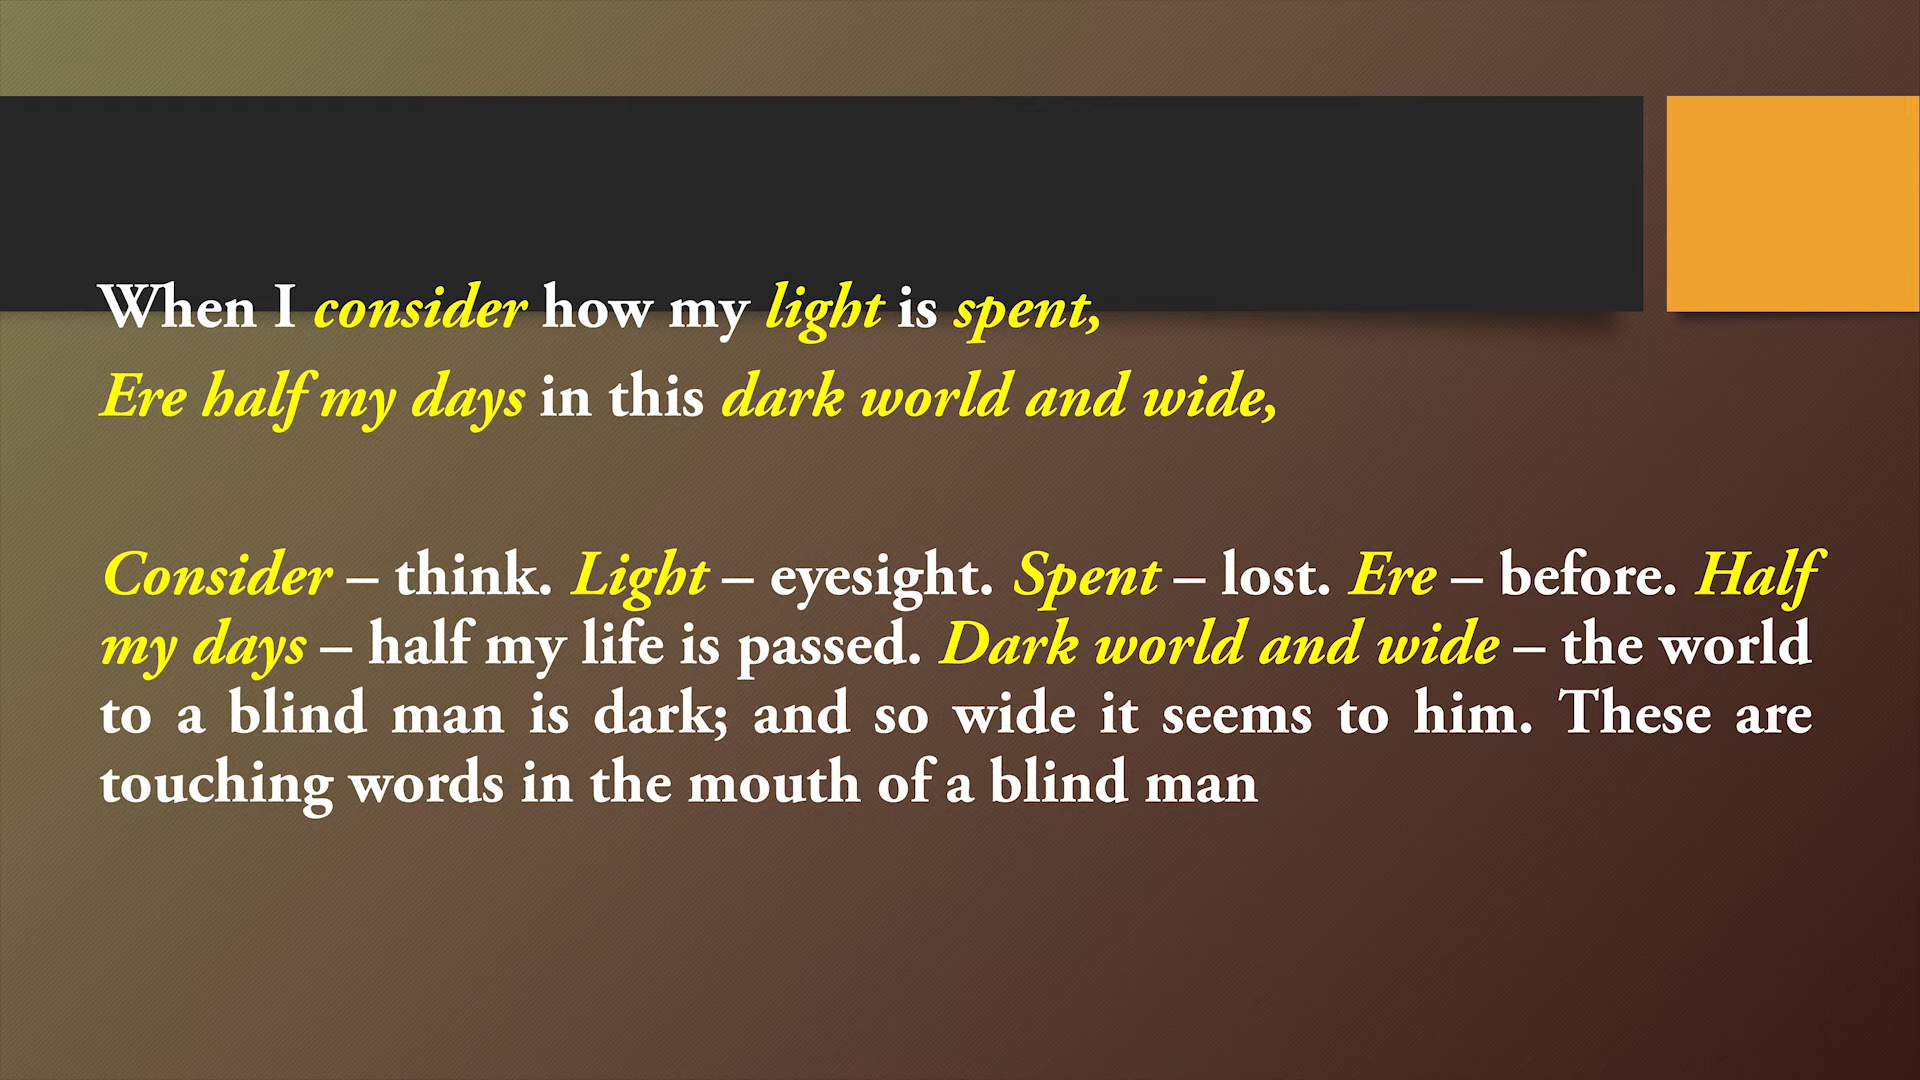 When I consider how my light is spent,
Ere half my days in this dark world and wide,
Consider – think. Light – eyesight. Spent – lost. Ere – before. Half
my days – half my life is passed. Dark world and wide – the world
to a blind man is dark; and so wide it seems to him. These are
touching words in the mouth of a blind man